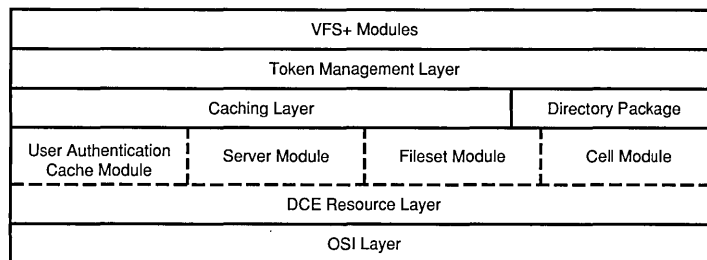 VFS+ Modules
Token Management Layer
Caching Layer
Directory Package
User Authentication
Cache Module
Server Module
Fileset Module
Cell Module
DCE Resource Layer
OSI Layer